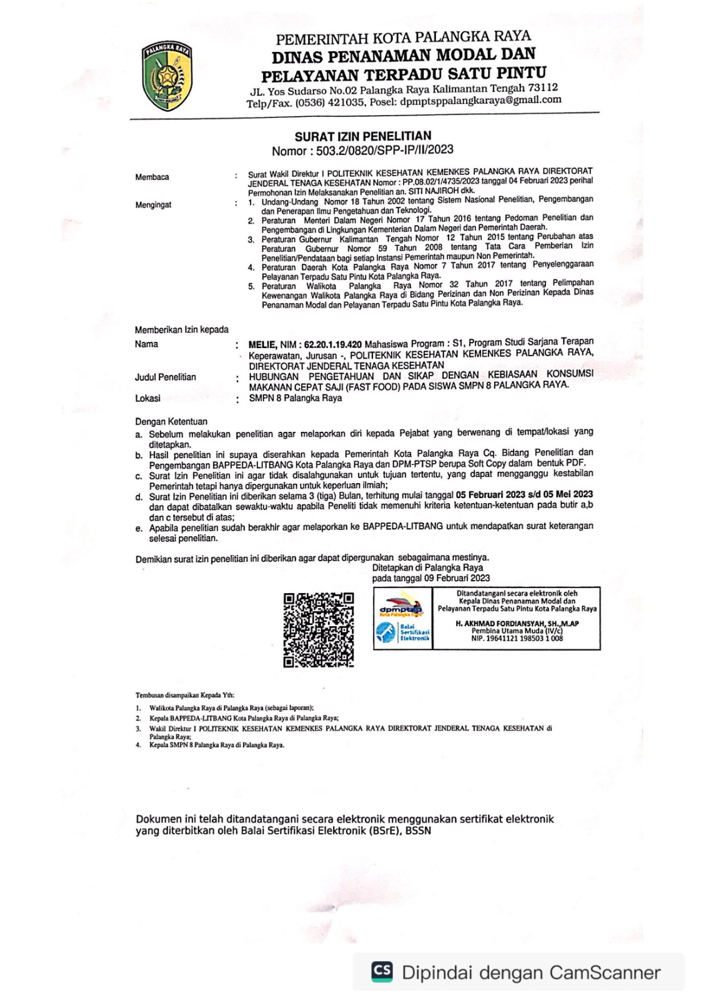 PALANGKA RAYA
PEMERINTAH KOTA PALANGKA RAYA
DINAS PENANAMAN MODAL DAN
PELAYANAN TERPADU SATU PINTU
JL. Yos Sudarso No.02 Palangka Raya Kalimantan Tengah 73112
Telp/Fax. (0536) 421035, Posel: dpmptsppalangkaraya@gmail.com
SURAT IZIN PENELITIAN
Nomor : 503.2/0820/SPP-IP/II/2023
Membaca : Surat Wakil Direktur I POLITEKNIK KESEHATAN KEMENKES PALANGKA RAYA DIREKTORAT
JENDERAL TENAGA KESEHATAN Nomor : PP.08.02/1/4735/2023 tanggal 04 Februari 2023 perihal
Permohonan Izin Melaksanakan Penelitian an. SITI NAJIROH dkk.
Mengingat : 1. Undang-Undang Nomor 18 Tahun 2002 tentang Sistem Nasional Penelitian, Pengembangan
dan Penerapan Ilmu Pengetahuan dan Teknologi.
2. Peraturan Menteri Dalam Negeri Nomor 17 Tahun 2016 tentang Pedoman Penelitian dan
Pengembangan di Lingkungan Kementerian Dalam Negeri dan Pemerintah Daerah.
3. Peraturan Gubernur Kalimantan Tengah Nomor 12 Tahun 2015 tentang Perubahan atas
Peraturan Gubernur Nomor 59 Tahun 2008 tentang Tata Cara Pemberian Izin
Penelitian/Pendataan bagi setiap Instansi Pemerintah maupun Non Pemerintah.
4. Peraturan Daerah Kota Palangka Raya Nomor 7 Tahun 2017 tentang Penyelenggaraan
Pelayanan Terpadu Satu Pintu Kota Palangka Raya.
5. Peraturan Walikota Palangka Raya Nomor 32 Tahun 2017 tentang Pelimpahan
Kewenangan Walikota Palangka Raya di Bidang Perizinan dan Non Perizinan Kepada Dinas
Penanaman Modal dan Pelayanan Terpadu Satu Pintu Kota Palangka Raya.
Memberikan Izin kepada
Nama : MELIE, NIM : 62.20.1.19.420 Mahasiswa Program : S1, Program Studi Sarjana Terapan
Keperawatan, Jurusan -, POLITEKNIK KESEHATAN KEMENKES PALANGKA RAYA,
DIREKTORAT JENDERAL TENAGA KESEHATAN
Judul Penelitian : HUBUNGAN PENGETAHUAN DAN SIKAP DENGAN KEBIASAAN KONSUMSI
MAKANAN CEPAT SAJI (FAST FOOD) PADA SISWA SMPN 8 PALANGKA RAYA.
Lokasi : SMPN 8 Palangka Raya
Dengan Ketentuan
a. Sebelum melakukan penelitian agar melaporkan diri kepada Pejabat yang berwenang di tempat/lokasi yang
ditetapkan.
b. Hasil penelitian ini supaya diserahkan kepada Pemerintah Kota Palangka Raya Cq. Bidang Penelitian dan
Pengembangan BAPPEDA-LITBANG Kota Palangka Raya dan DPM-PTSP berupa Soft Copy dalam bentuk PDF.
c. Surat Izin Penelitian ini agar tidak disalahgunakan untuk tujuan tertentu, yang dapat mengganggu kestabilan
Pemerintah tetapi hanya dipergunakan untuk keperluan ilmiah;
d. Surat Izin Penelitian ini diberikan selama 3 (tiga) Bulan, terhitung mulai tanggal 05 Februari 2023 s/d 05 Mei 2023
dan dapat dibatalkan sewaktu-waktu apabila Peneliti tidak memenuhi kriteria ketentuan-ketentuan pada butir a,b
dan c tersebut di atas;
e. Apabila penelitian sudah berakhir agar melaporkan ke BAPPEDA-LITBANG untuk mendapatkan surat keterangan
selesai penelitian.
Demikian surat izin penelitian ini diberikan agar dapat dipergunakan sebagaimana mestinya.
Ditetapkan di Palangka Raya
pada tanggal 09 Februari 2023
dpmptsp
Kota Palangka Raya
Balai
Sertifikasi
Elektronik
Ditandatangani secara elektronik oleh
Kepala Dinas Penanaman Modal dan
Pelayanan Terpadu Satu Pintu Kota Palangka Raya
H. AKHMAD FORDIANSYAH, SH.,M.AP
Pembina Utama Muda (IV/c)
NIP. 19641121 198503 1 008
Tembusan disampaikan Kepada Yth:
1. Walikota Palangka Raya di Palangka Raya (sebagai laporan);
2. Kepala BAPPEDA-LITBANG Kota Palangka Raya di Palangka Raya;
3. Wakil Direktur I POLITEKNIK KESEHATAN KEMENKES PALANGKA RAYA DIREKTORAT JENDERAL TENAGA KESEHATAN di
Palangka Raya;
4. Kepala SMPN 8 Palangka Raya di Palangka Raya.
Dokumen ini telah ditandatangani secara elektronik menggunakan sertifikat elektronik
yang diterbitkan oleh Balai Sertifikasi Elektronik (BSrE), BSSN
CS Dipindai dengan CamScanner